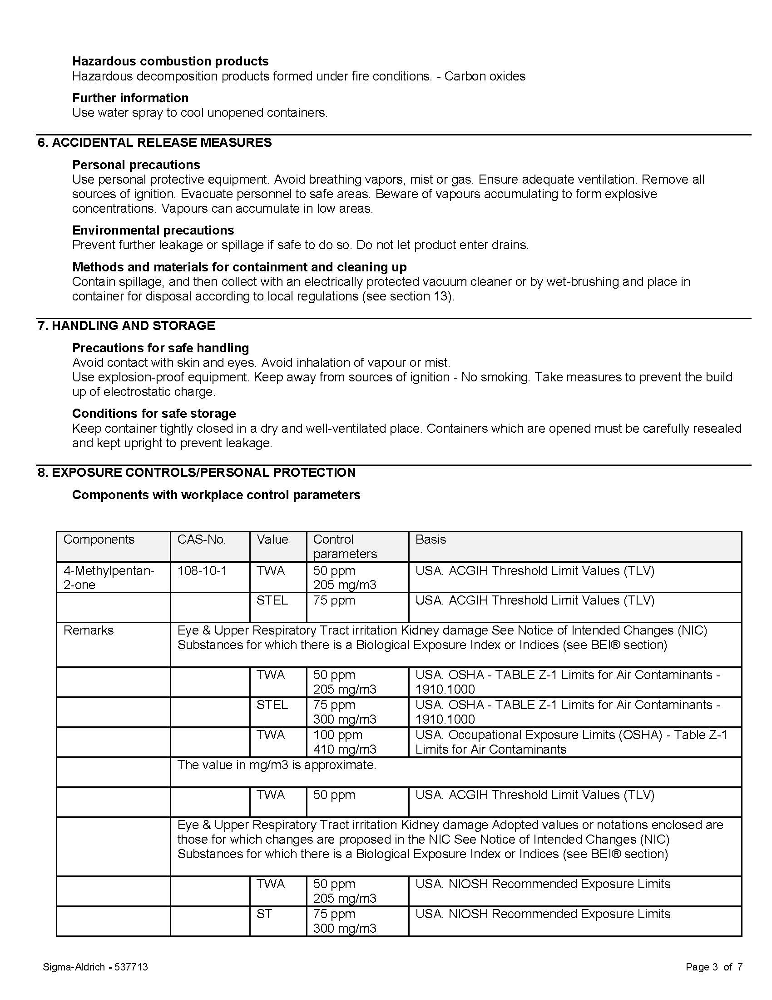 Hazardous combustion products
Hazardous decomposition products formed under fire conditions. - Carbon oxides
Further information
Use water spray to cool unopened containers.
6. ACCIDENTAL RELEASE MEASURES
Personal precautions
Use personal protective equipment. Avoid breathing vapors, mist or gas. Ensure adequate ventilation. Remove all
sources of ignition. Evacuate personnel to safe areas. Beware of vapours accumulating to form explosive
concentrations. Vapours can accumulate in low areas.
Environmental precautions
Prevent further leakage or spillage if safe to do so. Do not let product enter drains.
Methods and materials for containment and cleaning up
Contain spillage, and then collect with an electrically protected vacuum cleaner or by wet-brushing and place in
container for disposal according to local regulations (see section 13).
7. HANDLING AND STORAGE
Precautions for safe handling
Avoid contact with skin and eyes. Avoid inhalation of vapour or mist.
Use explosion-proof equipment. Keep away from sources of ignition - No smoking. Take measures to prevent the build
up of electrostatic charge.
Conditions for safe storage
Keep container tightly closed in a dry and well-ventilated place. Containers which are opened must be carefully resealed
and kept upright to prevent leakage.
8. EXPOSURE CONTROLS/PERSONAL PROTECTION
Components with workplace control parameters
Components CAS-No. Value Control Basis
parameters
4-Methylpentan- 108-10-1 TWA 50 ppm USA. ACGIH Threshold Limit Values (TLV)
2-one 205 mg/m3
STEL 75 ppm USA. ACGIH Threshold Limit Values (TLV)
Remarks Eye & Upper Respiratory Tract irritation Kidney damage See Notice of Intended Changes (NIC)
Substances for which there is a Biological Exposure Index or Indices (see BEI® section)
TWA 50 ppm USA. OSHA - TABLE Z-1 Limits for Air Contaminants -
205 mg/m3 1910.1000
STEL 75 ppm USA. OSHA - TABLE Z-1 Limits for Air Contaminants -
300 mg/m3 1910.1000
TWA 100 ppm USA. Occupational Exposure Limits (OSHA) - Table Z-1
410 mg/m3 Limits for Air Contaminants
The value in mg/m3 is approximate.
TWA 50 ppm USA. ACGIH Threshold Limit Values (TLV)
Eye & Upper Respiratory Tract irritation Kidney damage Adopted values or notations enclosed are
those for which changes are proposed in the NIC See Notice of Intended Changes (NIC)
Substances for which there is a Biological Exposure Index or Indices (see BEI® section)
TWA 50 ppm USA. NIOSH Recommended Exposure Limits
205 mg/m3
ST 75 ppm USA. NIOSH Recommended Exposure Limits
300 mg/m3
Sigma-Aldrich - 537713 Page 3 of 7